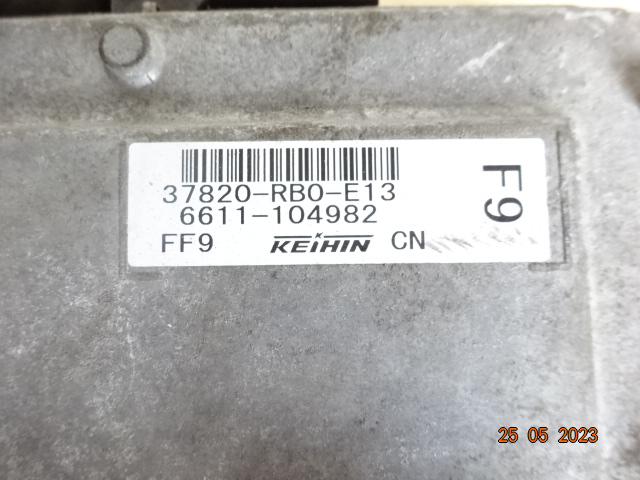 37820-RB0-E13
6611-104982
FF9 KEIHIN CN
F9
25 05 2023